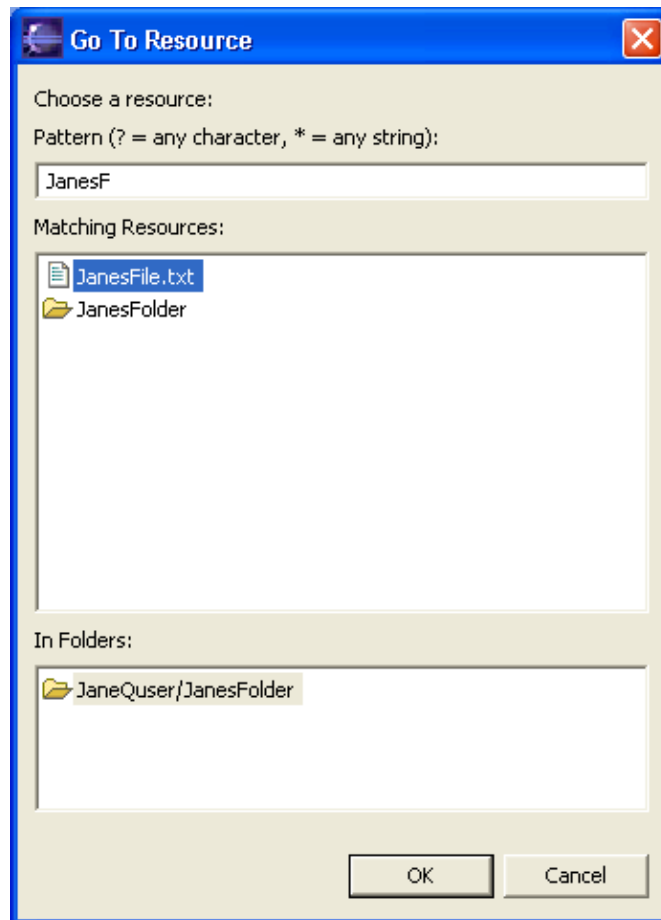 Go To Resource
Choose a resource:
Pattern (? = any character, * = any string):
JanesF
Matching Resources:
JanesFile.txt
JanesFolder
In Folders:
JaneQuser/JanesFolder
OK Cancel